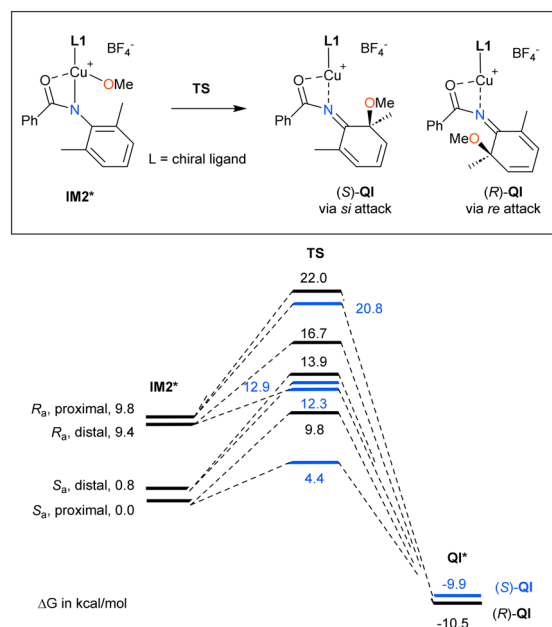 L1
Cu+
BF4-
O
OMe
N
Ph
IM2*
TS
L = chiral ligand
L1
Cu+
BF4-
O
OMe
N
Ph
(S)-QI
via si attack
L1
Cu+
BF4-
O
N
MeO
Ph
(R)-QI
via re attack
TS
22.0
20.8
16.7
13.9
IM2*
12.9
Ra, proximal, 9.8
12.3
Ra, distal, 9.4
9.8
Sa, distal, 0.8
4.4
Sa, proximal, 0.0
QI*
-9.9
(S)-QI
ΔG in kcal/mol
(R)-QI
-10.5